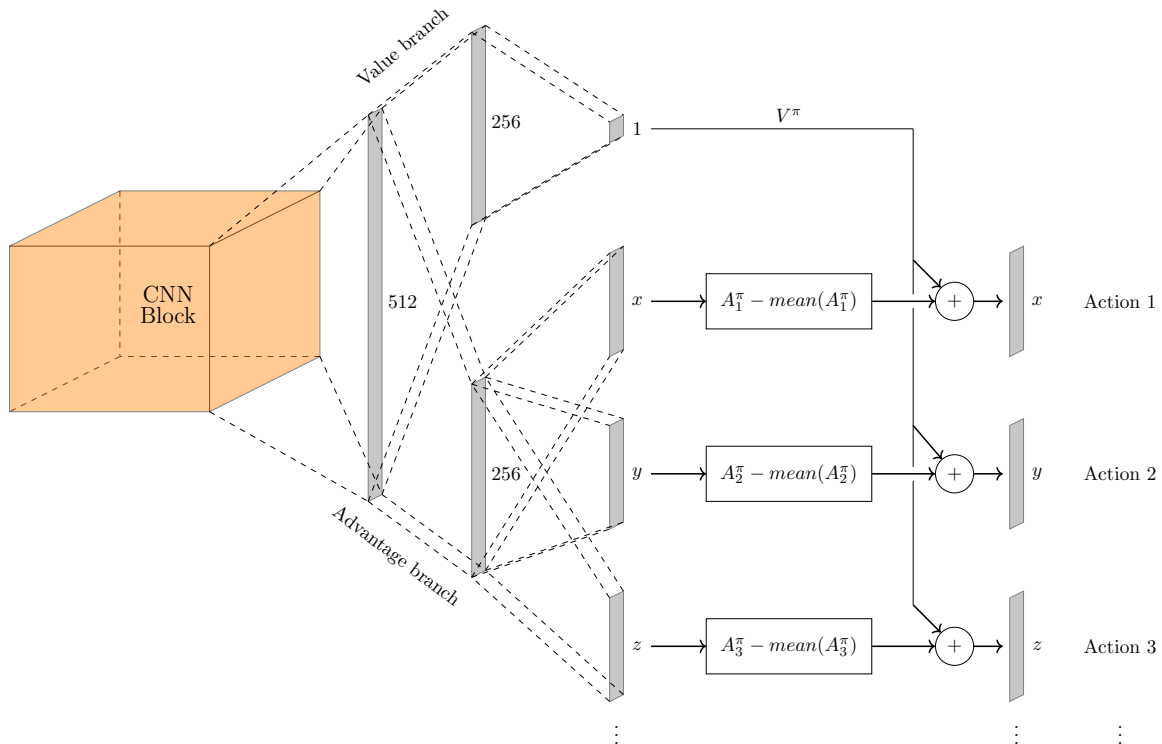 Value branch
256
1
V^π
CNN
Block
512
x
A_1^π − mean(A_1^π)
+
x
Action 1
256
y
A_2^π − mean(A_2^π)
+
y
Action 2
Advantage branch
z
A_3^π − mean(A_3^π)
+
z
Action 3
⋮
⋮
⋮